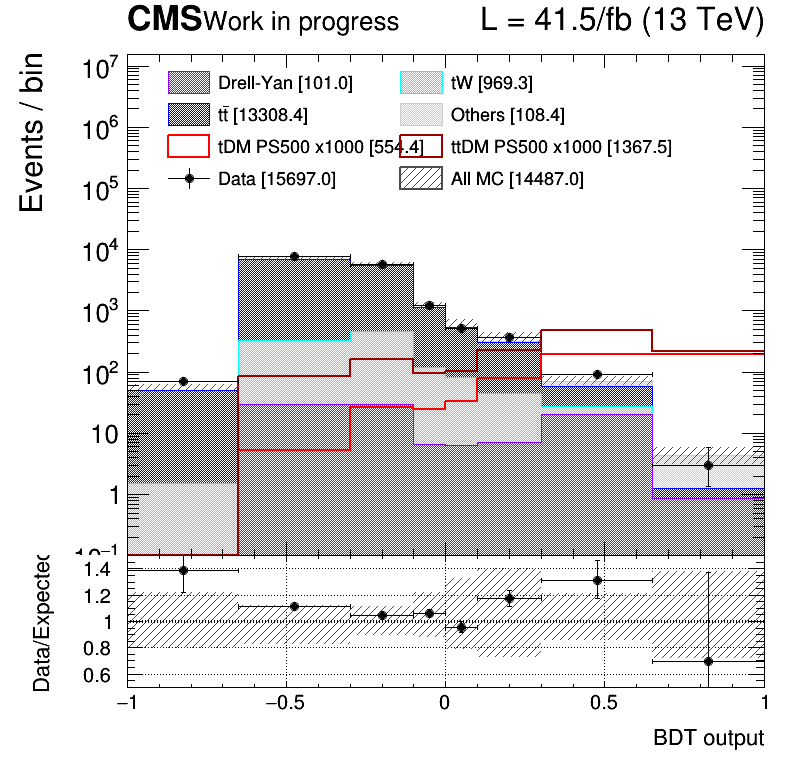 CMS Work in progress L = 41.5/fb (13 TeV)
Events / bin
10⁷
10⁶
10⁵
10⁴
10³
10²
10
1
10⁻¹
Drell-Yan [101.0] tW [969.3]
tt̄ [13308.4] Others [108.4]
tDM PS500 x1000 [554.4] ttDM PS500 x1000 [1367.5]
Data [15697.0] All MC [14487.0]
Data/Expected
1.4
1.2
1
0.8
0.6
−1 −0.5 0 0.5 1
BDT output